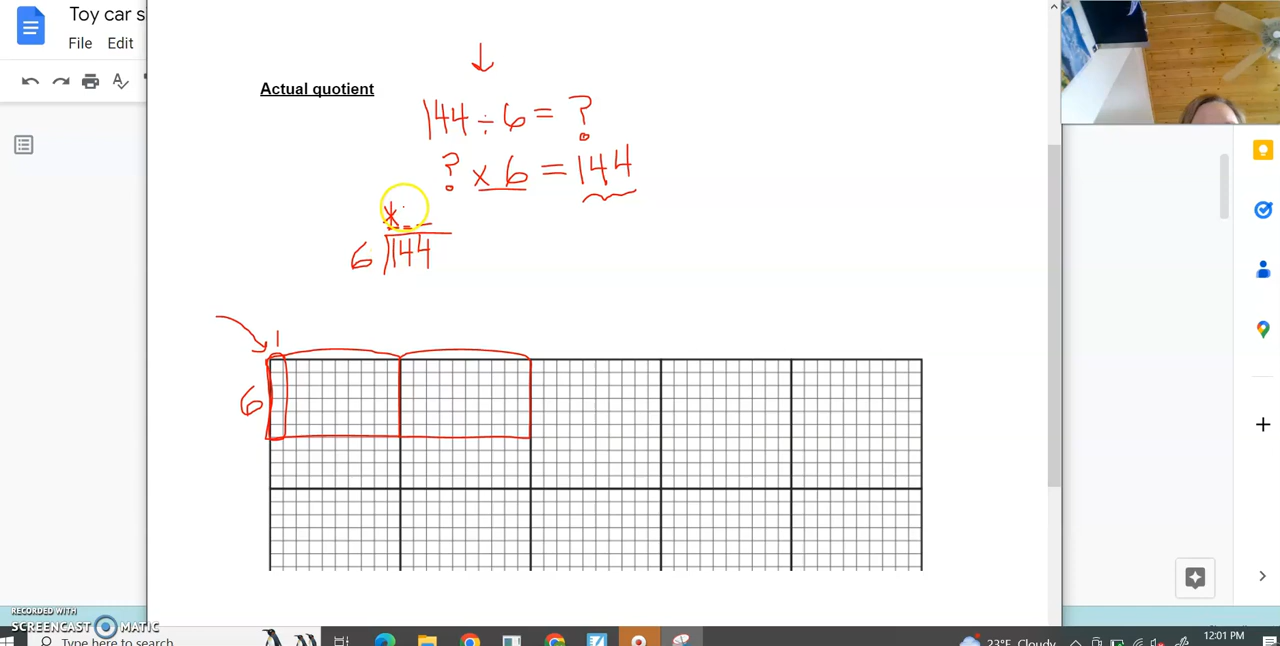 Toy car s
File Edit
Actual quotient
144 ÷ 6 = ?
? × 6 = 144
6 144
1
6
RECORDED WITH
SCREENCAST MATIC
Type here to search
23°F Cloudy
12:01 PM